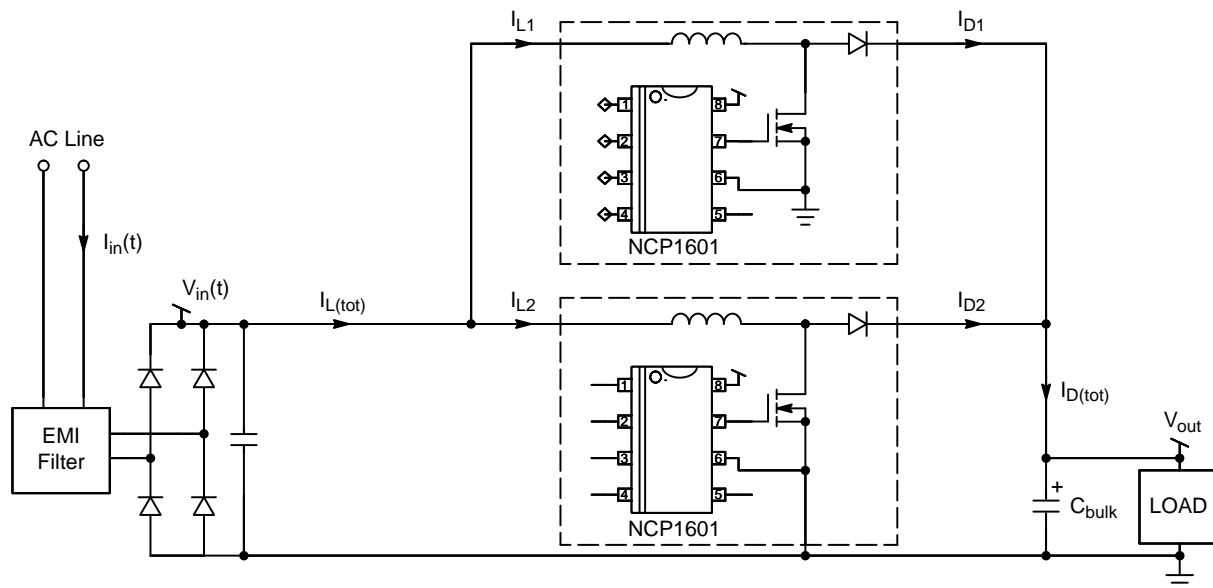 I_L1
I_D1
1
8
2
7
3
6
4
5
NCP1601
AC Line
I_in(t)
V_in(t)
I_L(tot)
I_L2
I_D2
1
8
2
7
3
6
4
5
NCP1601
EMI
Filter
I_D(tot)
V_out
+
C_bulk
LOAD